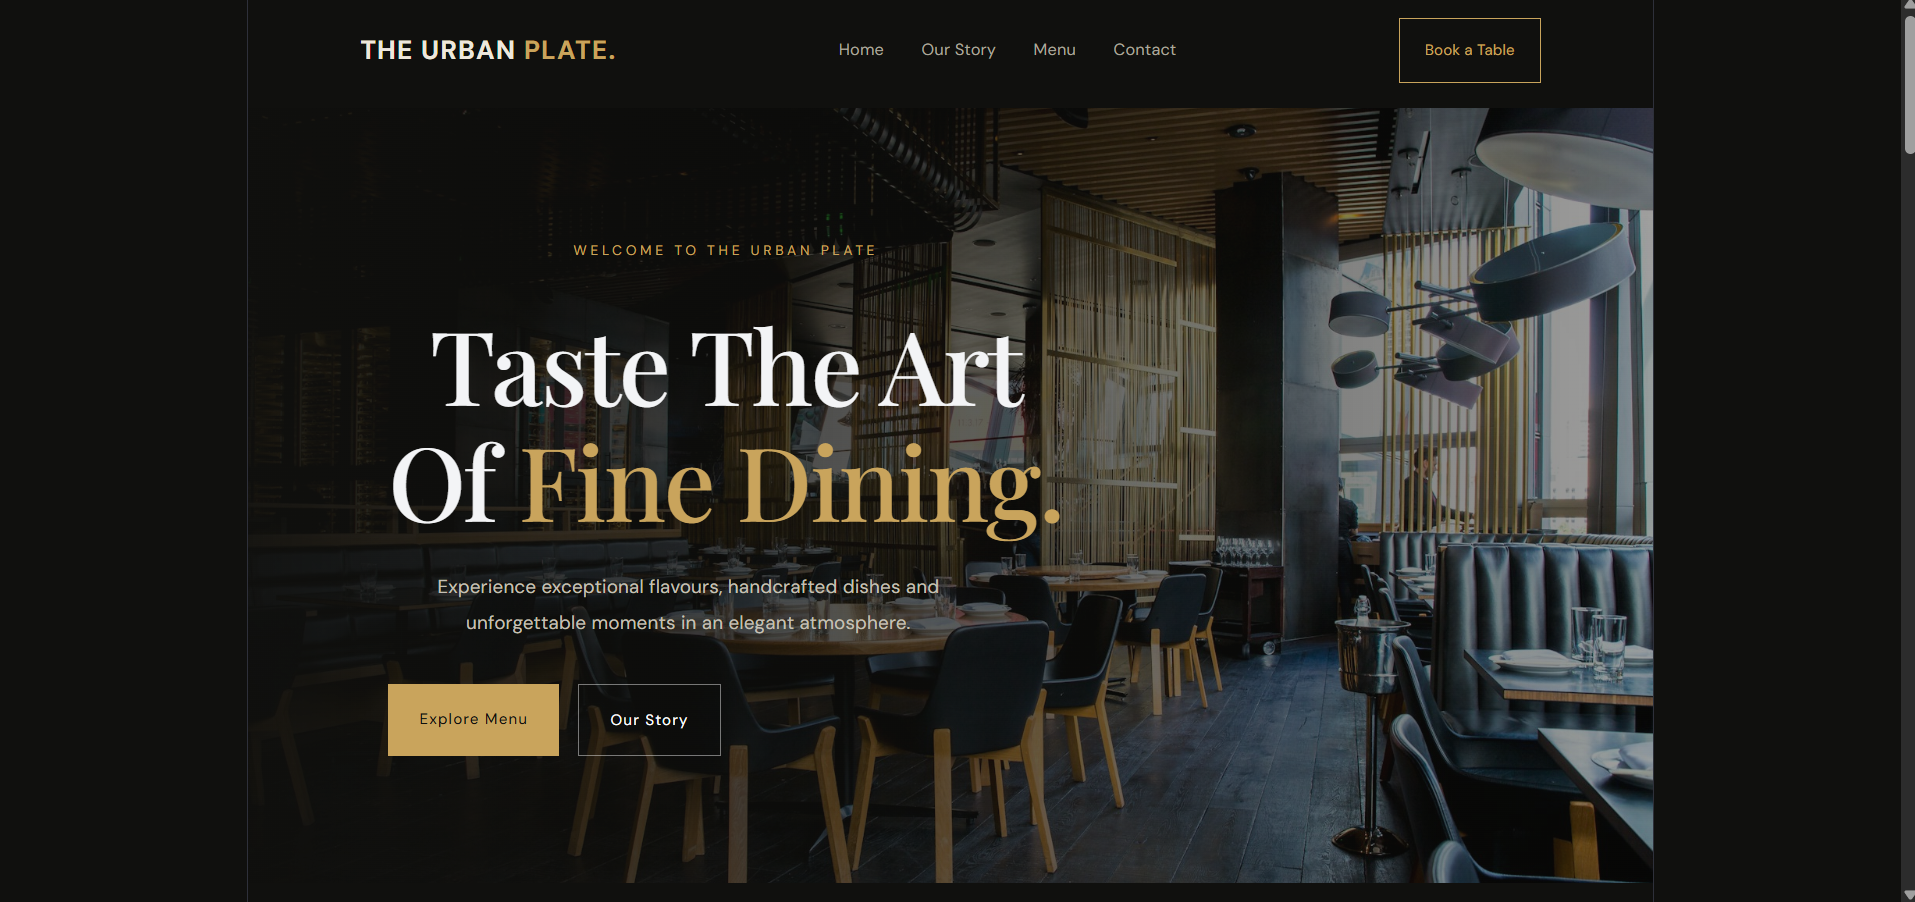 THE URBAN PLATE.
Home
Our Story
Menu
Contact
Book a Table
WELCOME TO THE URBAN PLATE
Taste The Art
Of Fine Dining.
Experience exceptional flavours, handcrafted dishes and
unforgettable moments in an elegant atmosphere.
Explore Menu
Our Story